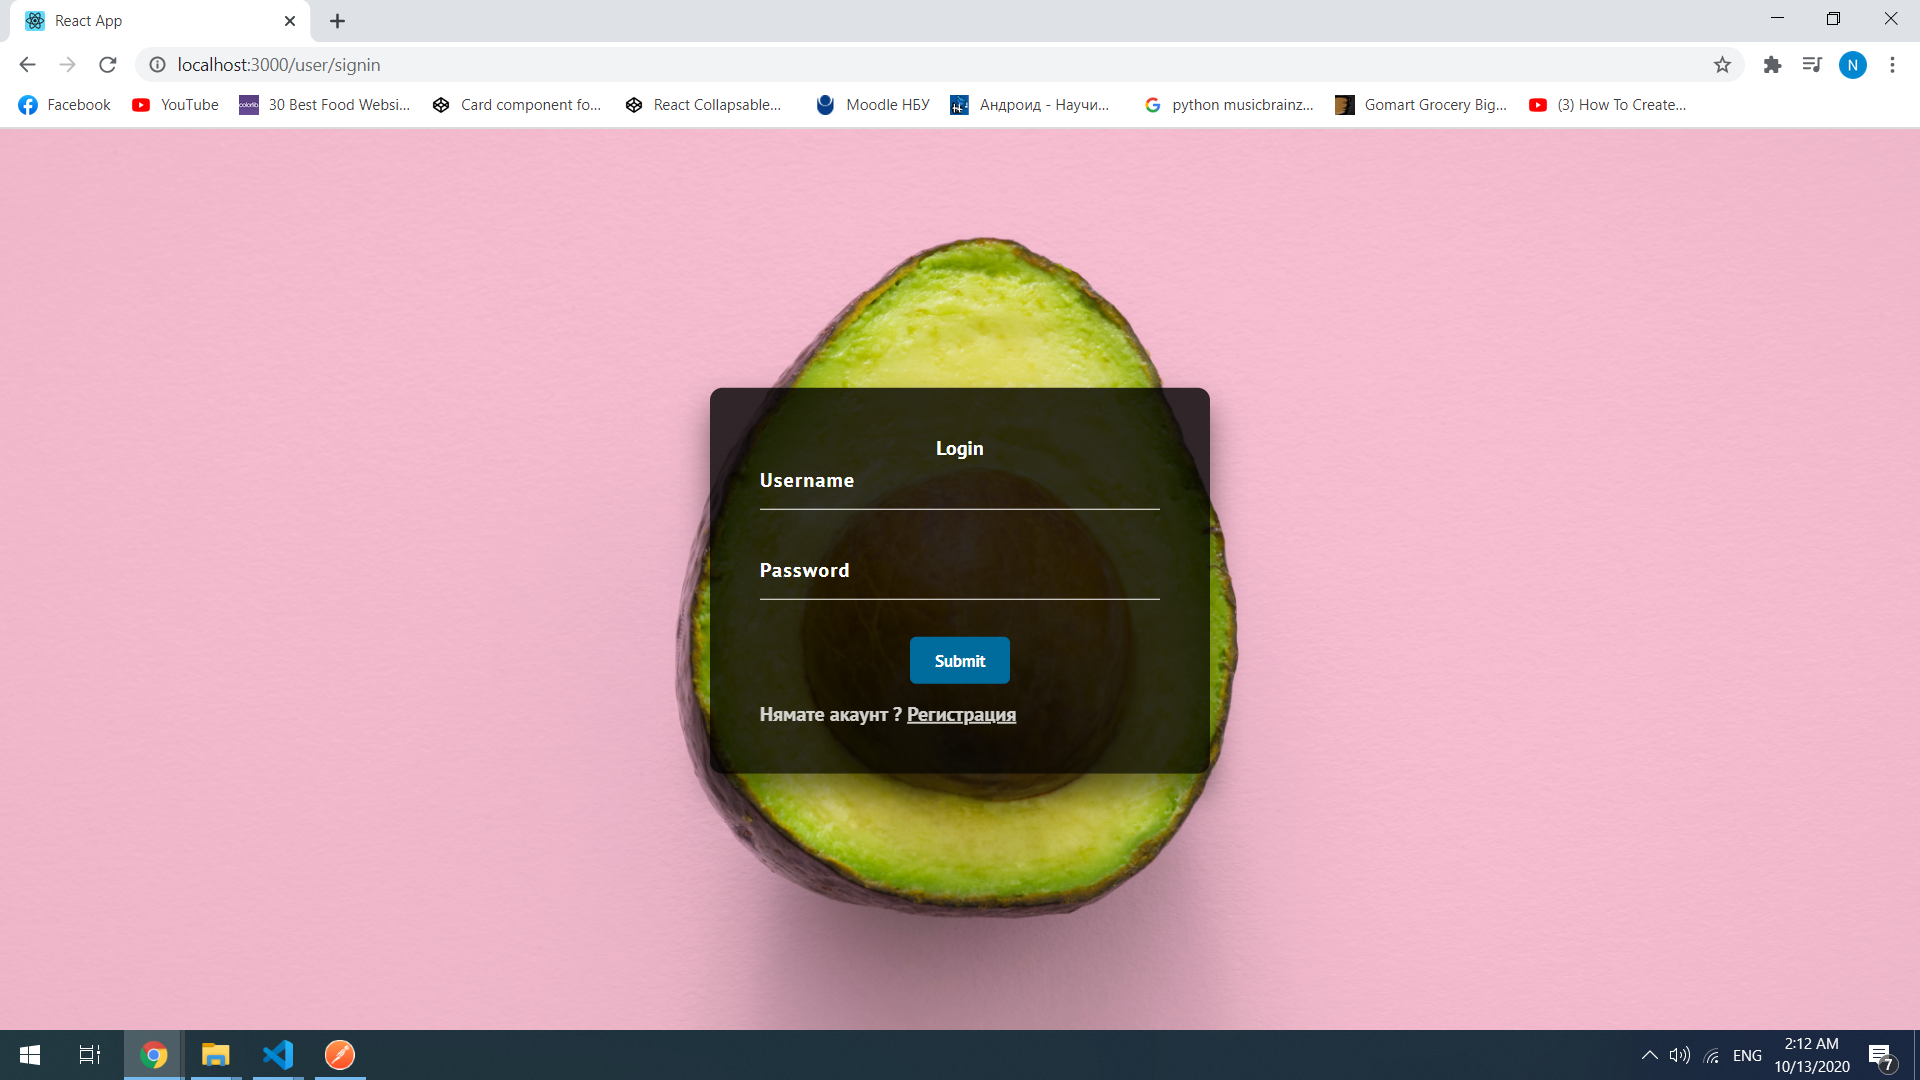 React App
localhost:3000/user/signin
N
Facebook
YouTube
colorlib
30 Best Food Websi...
Card component fo...
React Collapsable...
Moodle НБУ
Андроид - Научи...
python musicbrainz...
Gomart Grocery Big...
(3) How To Create...
Login
Username
Password
Submit
Нямате акаунт ? Регистрация
ENG
2:12 AM
10/13/2020
7